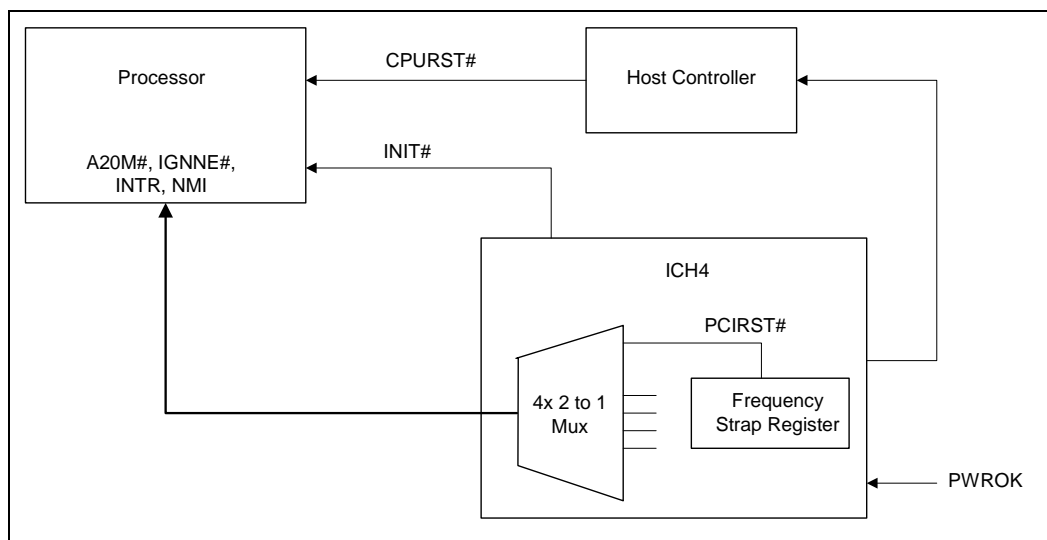 Processor
CPURST#
Host Controller
INIT#
A20M#, IGNNE#,
INTR, NMI
ICH4
PCIRST#
4x 2 to 1
Mux
Frequency
Strap Register
PWROK